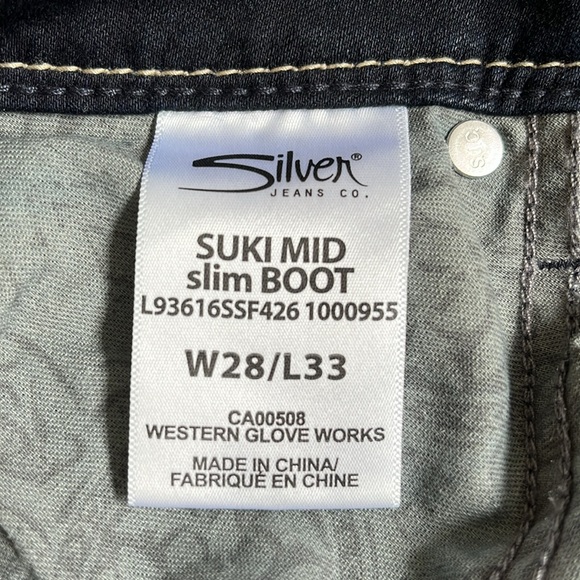 Silver®
JEANS CO.
SUKI MID
slim BOOT
L93616SSF426 1000955
W28/L33
CA00508
WESTERN GLOVE WORKS
MADE IN CHINA/
FABRIQUÉ EN CHINE